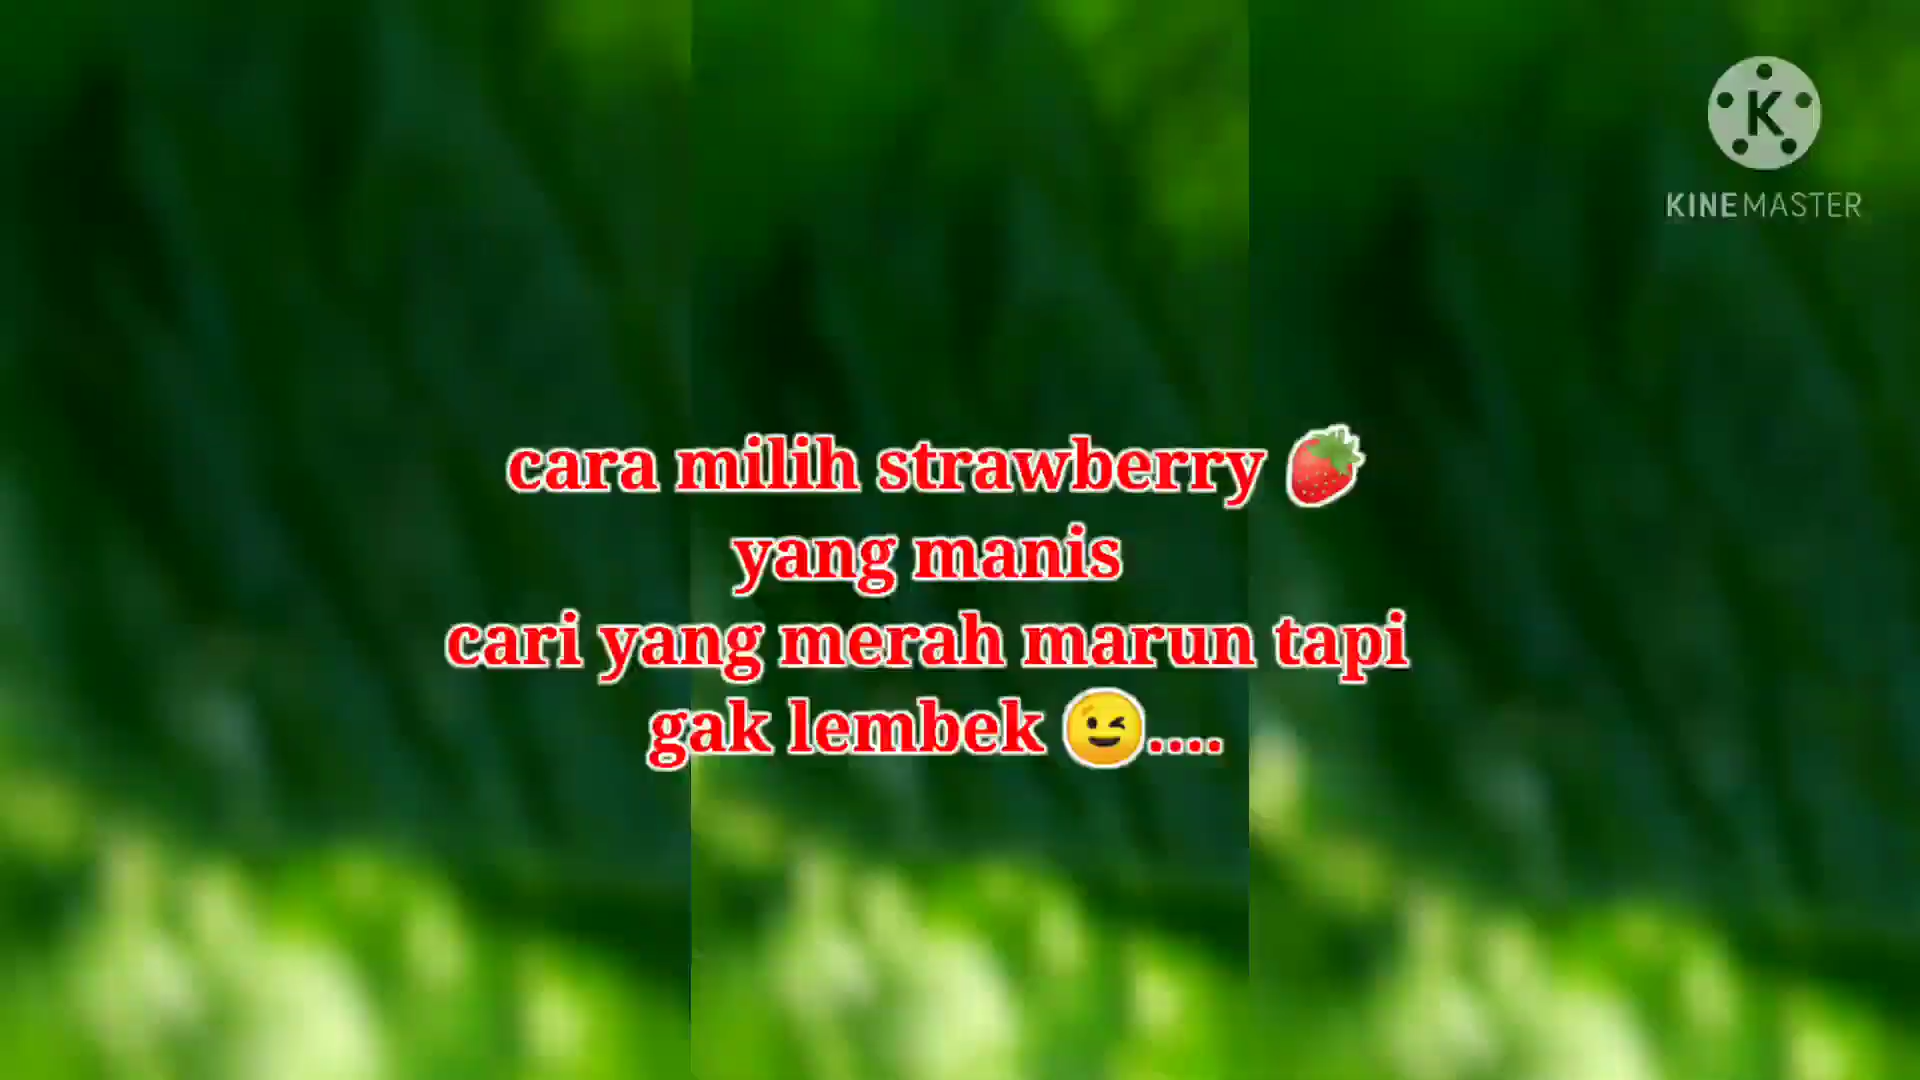 K
KINEMASTER
cara milih strawberry 🍓
yang manis
cari yang merah marun tapi
gak lembek 😉....